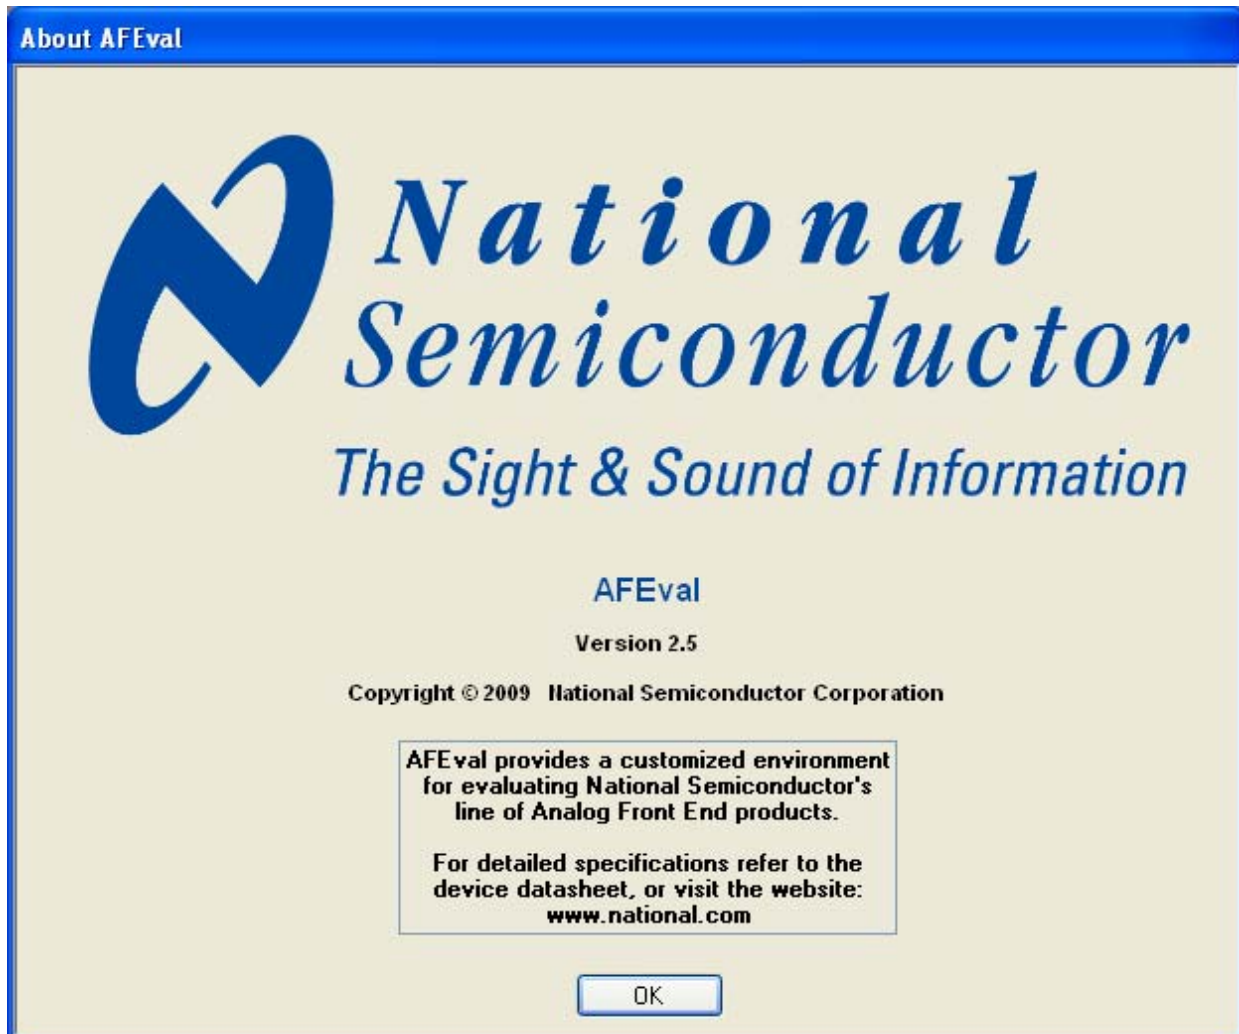 About AFEval
National
Semiconductor
The Sight & Sound of Information
AFEval
Version 2.5
Copyright © 2009 National Semiconductor Corporation
AFEval provides a customized environment
for evaluating National Semiconductor's
line of Analog Front End products.
For detailed specifications refer to the
device datasheet, or visit the website:
www.national.com
OK